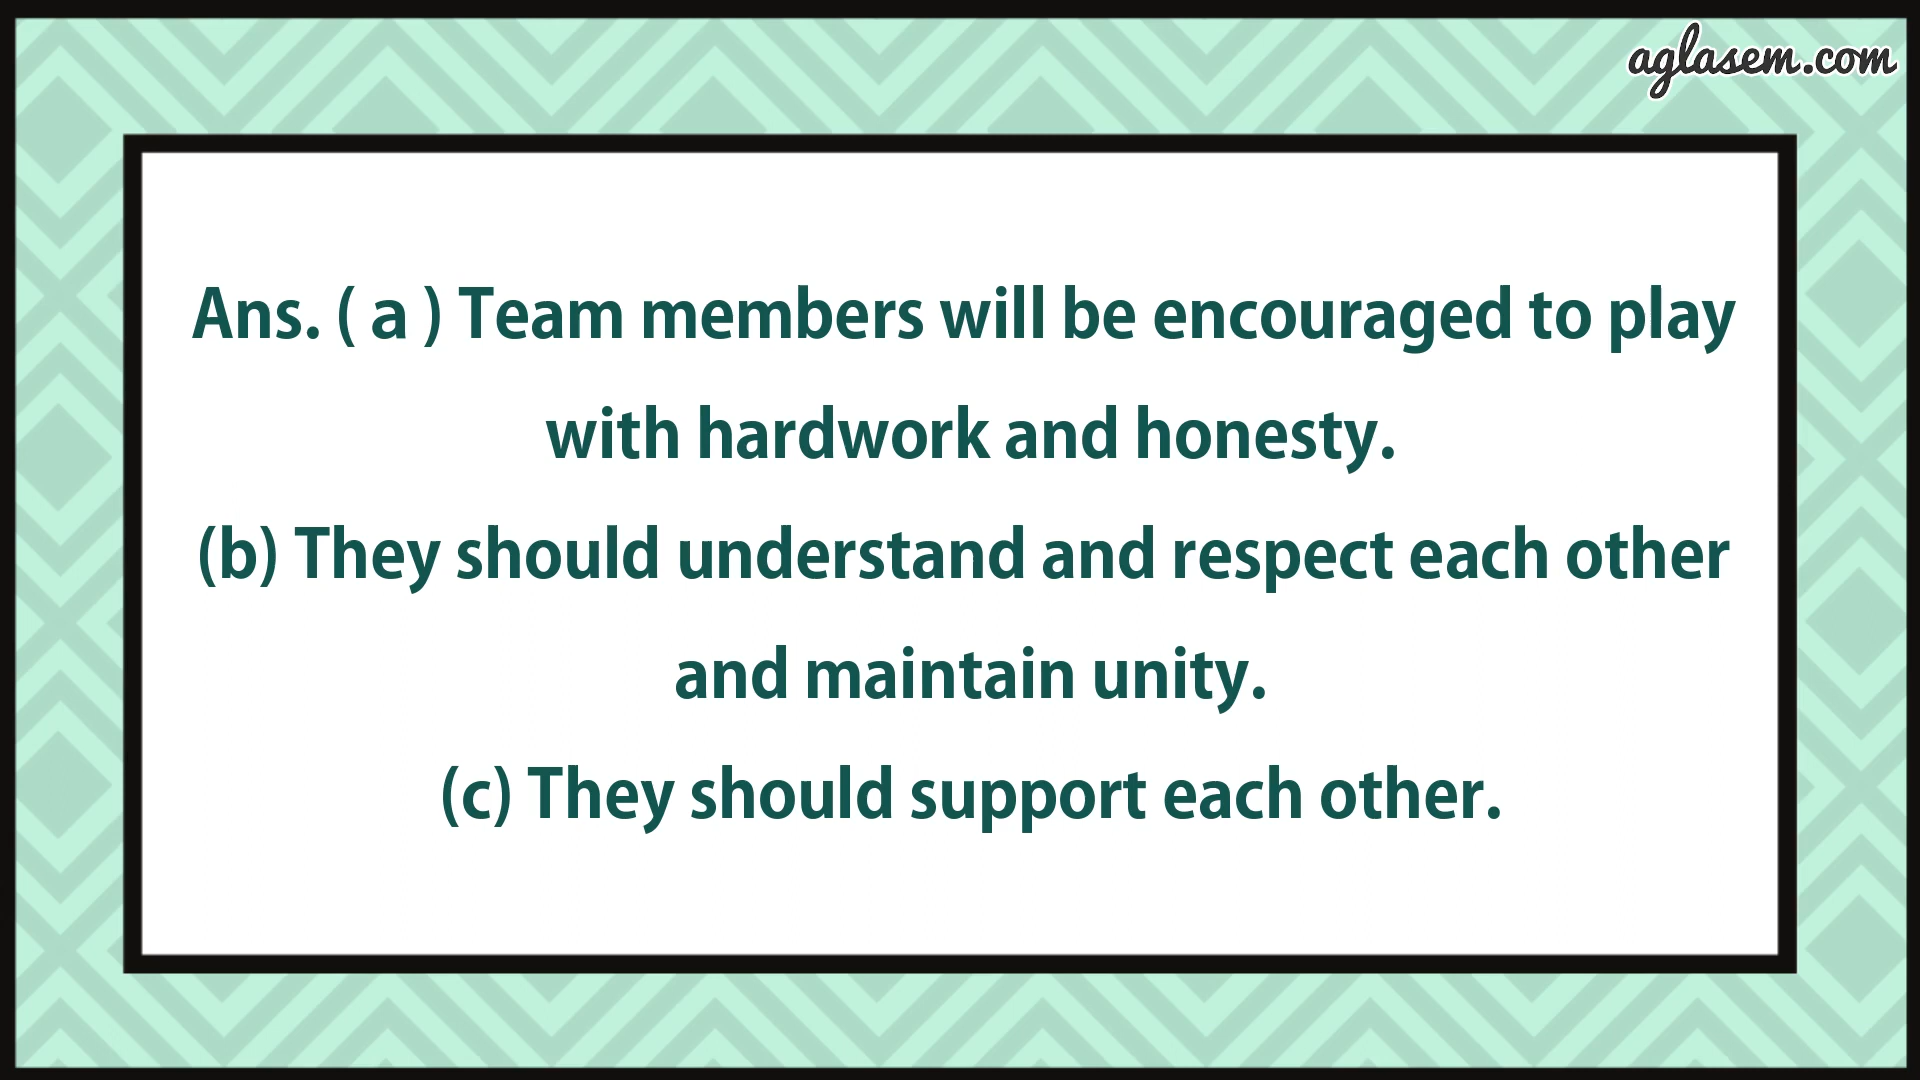 aglasem.com
Ans. ( a ) Team members will be encouraged to play
with hardwork and honesty.
(b) They should understand and respect each other
and maintain unity.
(c) They should support each other.